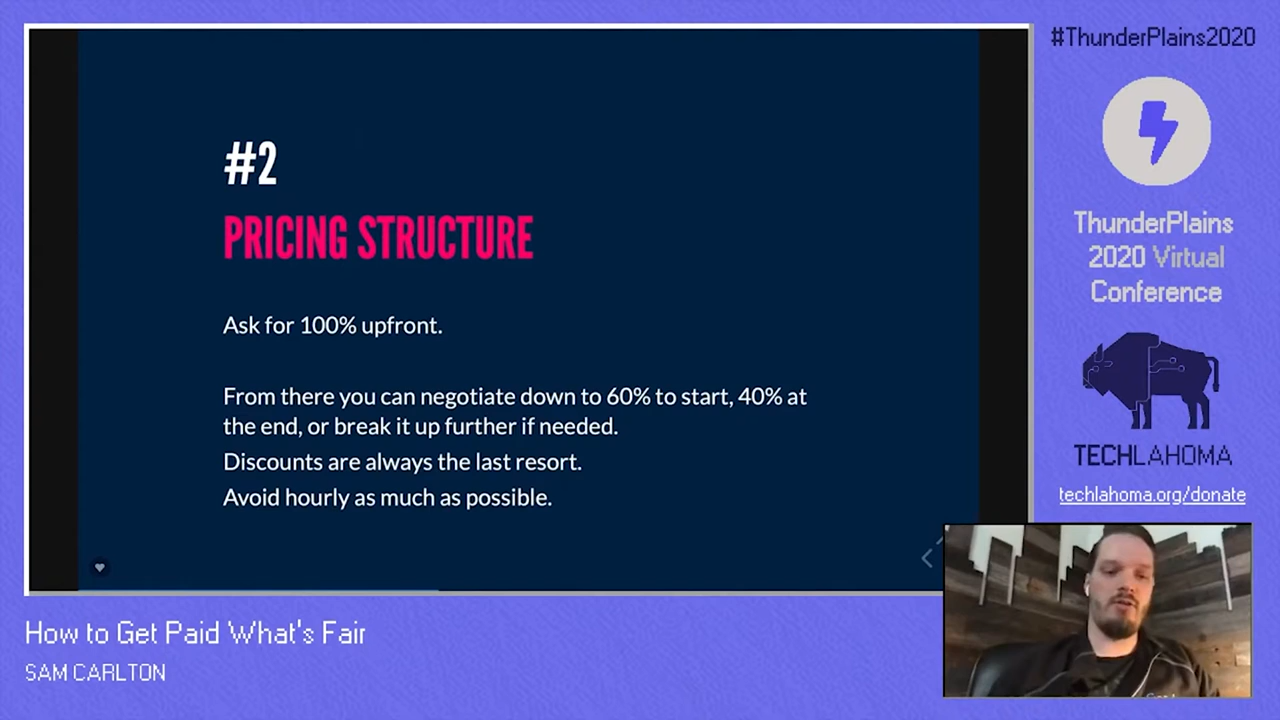 #2
PRICING STRUCTURE
Ask for 100% upfront.
From there you can negotiate down to 60% to start, 40% at
the end, or break it up further if needed.
Discounts are always the last resort.
Avoid hourly as much as possible.
#ThunderPlains2020
ThunderPlains
2020 Virtual
Conference
TECHLAHOMA
techlahoma.org/donate
How to Get Paid What's Fair
SAM CARLTON